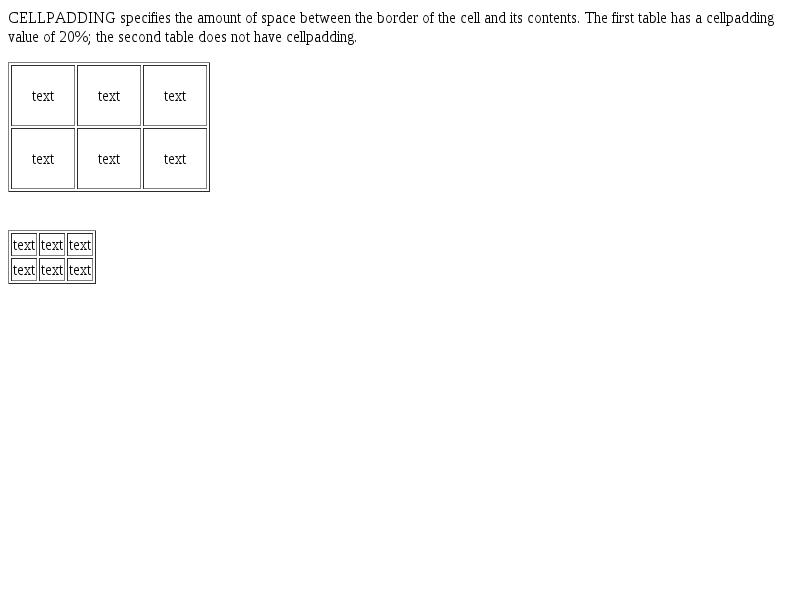 CELLPADDING specifies the amount of space between the border of the cell and its contents. The first table has a cellpadding
value of 20%; the second table does not have cellpadding.
text text text
text text text
text text text
text text text